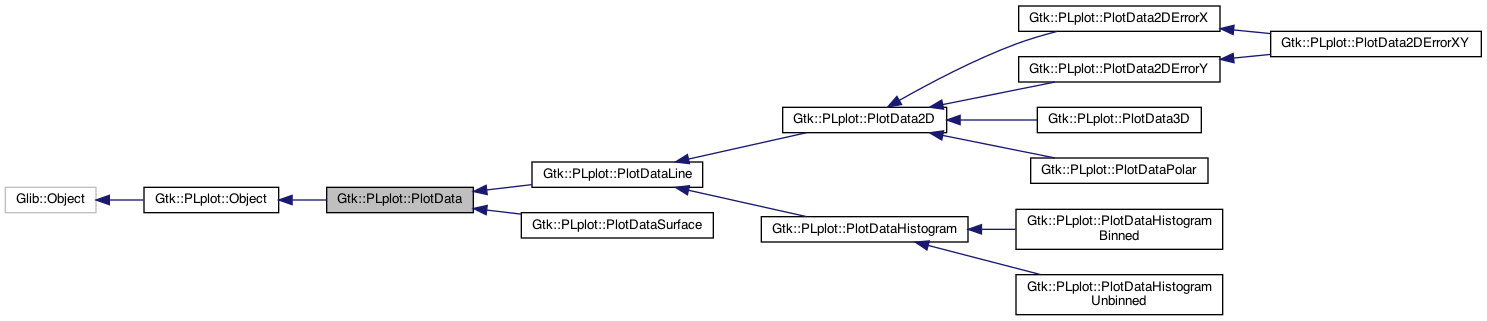 Gtk::PLplot::PlotData2DErrorX
Gtk::PLplot::PlotData2DErrorXY
Gtk::PLplot::PlotData2DErrorY
Gtk::PLplot::PlotData2D
Gtk::PLplot::PlotData3D
Gtk::PLplot::PlotDataPolar
Gtk::PLplot::PlotDataLine
Glib::Object
Gtk::PLplot::Object
Gtk::PLplot::PlotData
Gtk::PLplot::PlotDataSurface
Gtk::PLplot::PlotDataHistogram
Gtk::PLplot::PlotDataHistogram
Binned
Gtk::PLplot::PlotDataHistogram
Unbinned